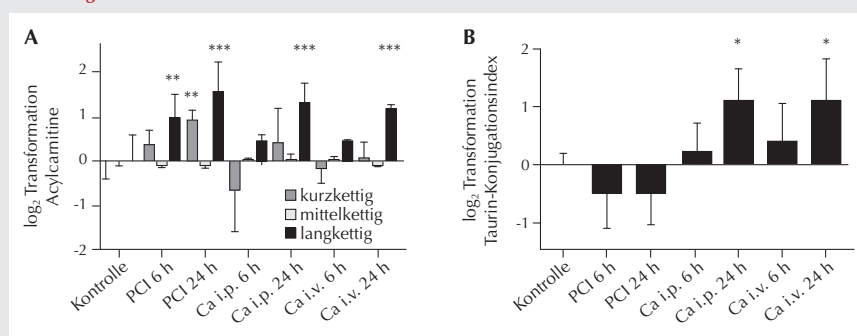 A
log₂ Transformation
Acylcarnitine
2
1
0
-1
-2
**
**
***
***
***
kurzkettig
mittelkettig
langkettig
Kontrolle
PCI 6 h
PCI 24 h
Ca i.p. 6 h
Ca i.p. 24 h
Ca i.v. 6 h
Ca i.v. 24 h
B
log₂ Transformation
Taurin-Konjugationsindex
2
1
0
-1
*
*
Kontrolle
PCI 6 h
PCI 24 h
Ca i.p. 6 h
Ca i.p. 24 h
Ca i.v. 6 h
Ca i.v. 24 h